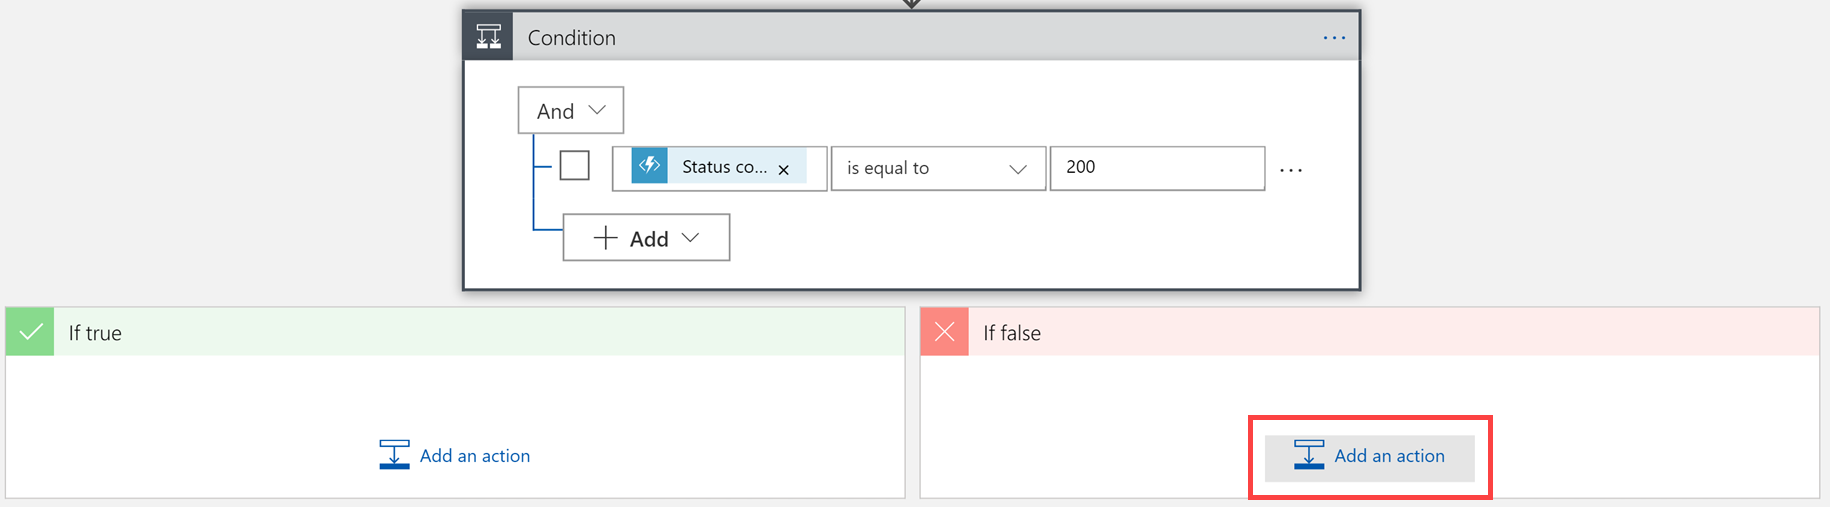 Condition
And
Status co... is equal to 200
Add
If true
If false
Add an action
Add an action